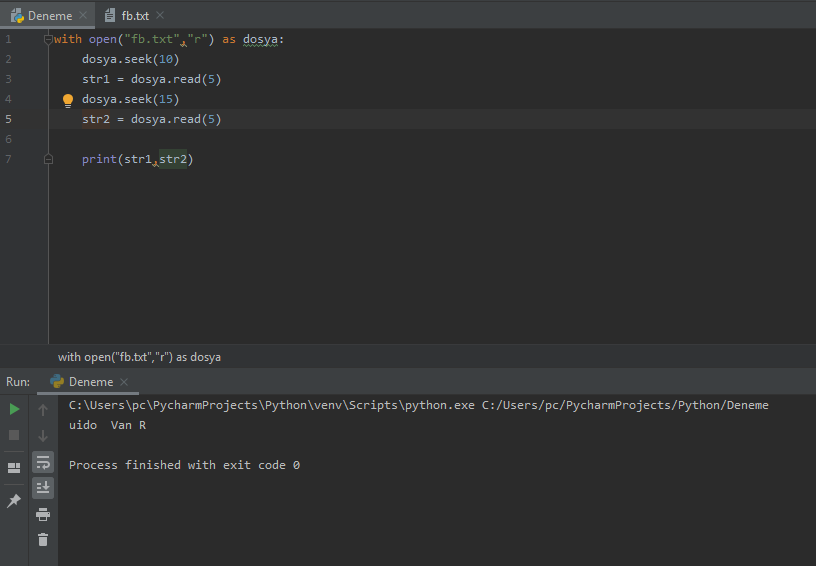 Deneme fb.txt
1 with open("fb.txt","r") as dosya:
2 dosya.seek(10)
3 str1 = dosya.read(5)
4 dosya.seek(15)
5 str2 = dosya.read(5)
6
7 print(str1,str2)
with open("fb.txt","r") as dosya
Run: Deneme
C:\Users\pc\PycharmProjects\Python\venv\Scripts\python.exe C:/Users/pc/PycharmProjects/Python/Deneme
uido  Van R
Process finished with exit code 0